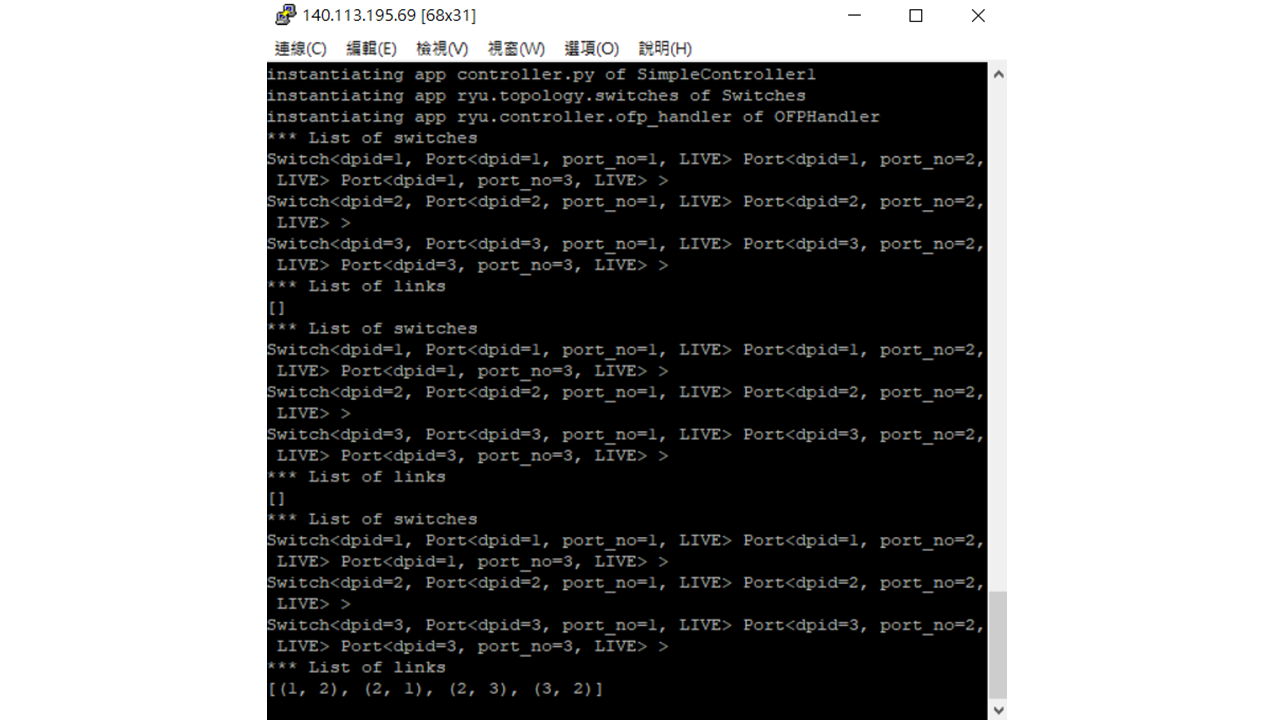 140.113.195.69 [68x31]
連線(C) 編輯(E) 檢視(V) 視窗(W) 選項(O) 說明(H)
instantiating app controller.py of SimpleController1
instantiating app ryu.topology.switches of Switches
instantiating app ryu.controller.ofp_handler of OFPHandler
*** List of switches
Switch<dpid=1, Port<dpid=1, port_no=1, LIVE> Port<dpid=1, port_no=2,
 LIVE> Port<dpid=1, port_no=3, LIVE> >
Switch<dpid=2, Port<dpid=2, port_no=1, LIVE> Port<dpid=2, port_no=2,
 LIVE> >
Switch<dpid=3, Port<dpid=3, port_no=1, LIVE> Port<dpid=3, port_no=2,
 LIVE> Port<dpid=3, port_no=3, LIVE> >
*** List of links
[]
*** List of switches
Switch<dpid=1, Port<dpid=1, port_no=1, LIVE> Port<dpid=1, port_no=2,
 LIVE> Port<dpid=1, port_no=3, LIVE> >
Switch<dpid=2, Port<dpid=2, port_no=1, LIVE> Port<dpid=2, port_no=2,
 LIVE> >
Switch<dpid=3, Port<dpid=3, port_no=1, LIVE> Port<dpid=3, port_no=2,
 LIVE> Port<dpid=3, port_no=3, LIVE> >
*** List of links
[]
*** List of switches
Switch<dpid=1, Port<dpid=1, port_no=1, LIVE> Port<dpid=1, port_no=2,
 LIVE> Port<dpid=1, port_no=3, LIVE> >
Switch<dpid=2, Port<dpid=2, port_no=1, LIVE> Port<dpid=2, port_no=2,
 LIVE> >
Switch<dpid=3, Port<dpid=3, port_no=1, LIVE> Port<dpid=3, port_no=2,
 LIVE> Port<dpid=3, port_no=3, LIVE> >
*** List of links
[(1, 2), (2, 1), (2, 3), (3, 2)]